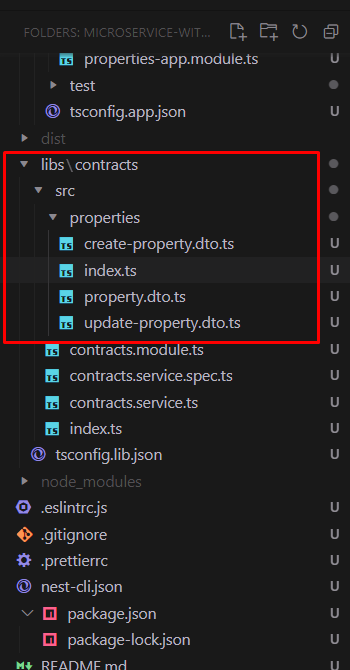 FOLDERS: MICROSERVICE-WIT...
properties-app.module.ts U
test
tsconfig.app.json U
dist
libs\contracts
src
properties
create-property.dto.ts U
index.ts U
property.dto.ts U
update-property.dto.ts U
contracts.module.ts U
contracts.service.spec.ts U
contracts.service.ts U
index.ts U
tsconfig.lib.json U
node_modules
.eslintrc.js U
.gitignore U
.prettierrc U
nest-cli.json U
package.json U
package-lock.json U
README.md U